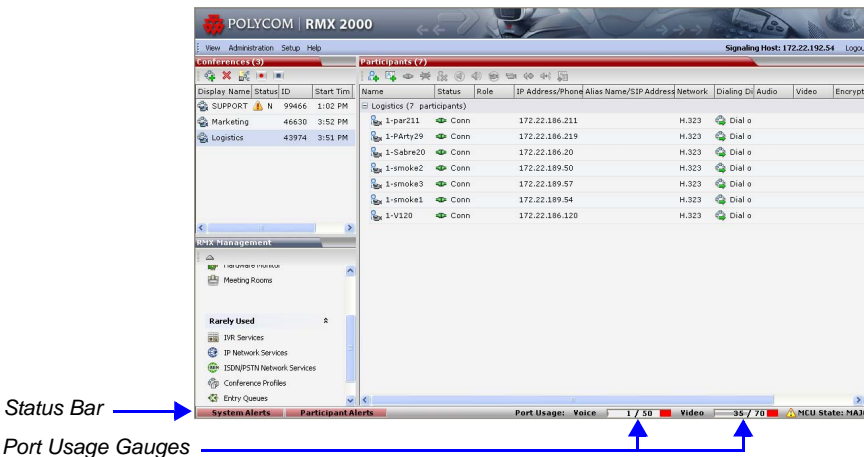 POLYCOM | RMX 2000
View Administration Setup Help Signaling Host: 172.22.192.54 Logou
Conferences (3)
Participants (7)
Display Name Status ID Start Tim
Name Status Role IP Address/Phone Alias Name/SIP Address Network Dialing Di Audio Video Encrypt
SUPPORT N 99466 1:02 PM
Marketing 46630 3:52 PM
Logistics 43974 3:51 PM
Logistics (7 participants)
1-par211 Conn 172.22.186.211 H.323 Dial o
1-PArty29 Conn 172.22.186.219 H.323 Dial o
1-Sabre20 Conn 172.22.186.20 H.323 Dial o
1-smoke2 Conn 172.22.189.50 H.323 Dial o
1-smoke3 Conn 172.22.189.57 H.323 Dial o
1-smoke1 Conn 172.22.189.54 H.323 Dial o
1-V120 Conn 172.22.186.120 H.323 Dial o
RMX Management
Hardware Monitor
Meeting Rooms
Rarely Used
IVR Services
IP Network Services
ISDN/PSTN Network Services
Conference Profiles
Entry Queues
System Alerts Participant Alerts Port Usage: Voice 1 / 50 Video 35 / 70 MCU State: MAJ
Status Bar
Port Usage Gauges